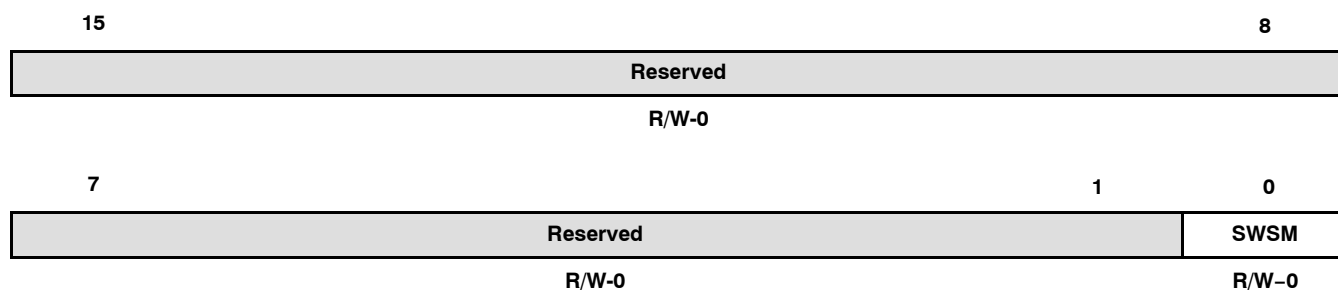 15 8
Reserved
R/W-0
7 1 0
Reserved SWSM
R/W-0 R/W−0